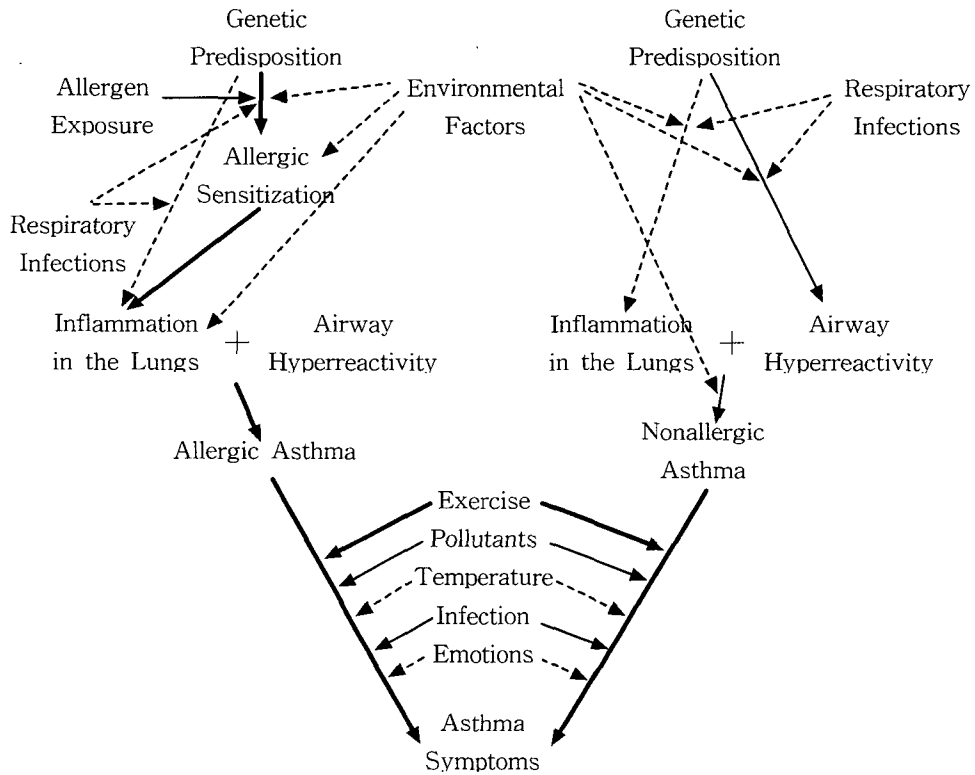 Genetic
Predisposition
Genetic
Predisposition
Allergen
Exposure
Environmental
Factors
Respiratory
Infections
Allergic
Sensitization
Respiratory
Infections
Inflammation
in the Lungs
+
Airway
Hyperreactivity
Inflammation
in the Lungs
+
Airway
Hyperreactivity
Allergic Asthma
Nonallergic
Asthma
Exercise
Pollutants
Temperature
Infection
Emotions
Asthma
Symptoms